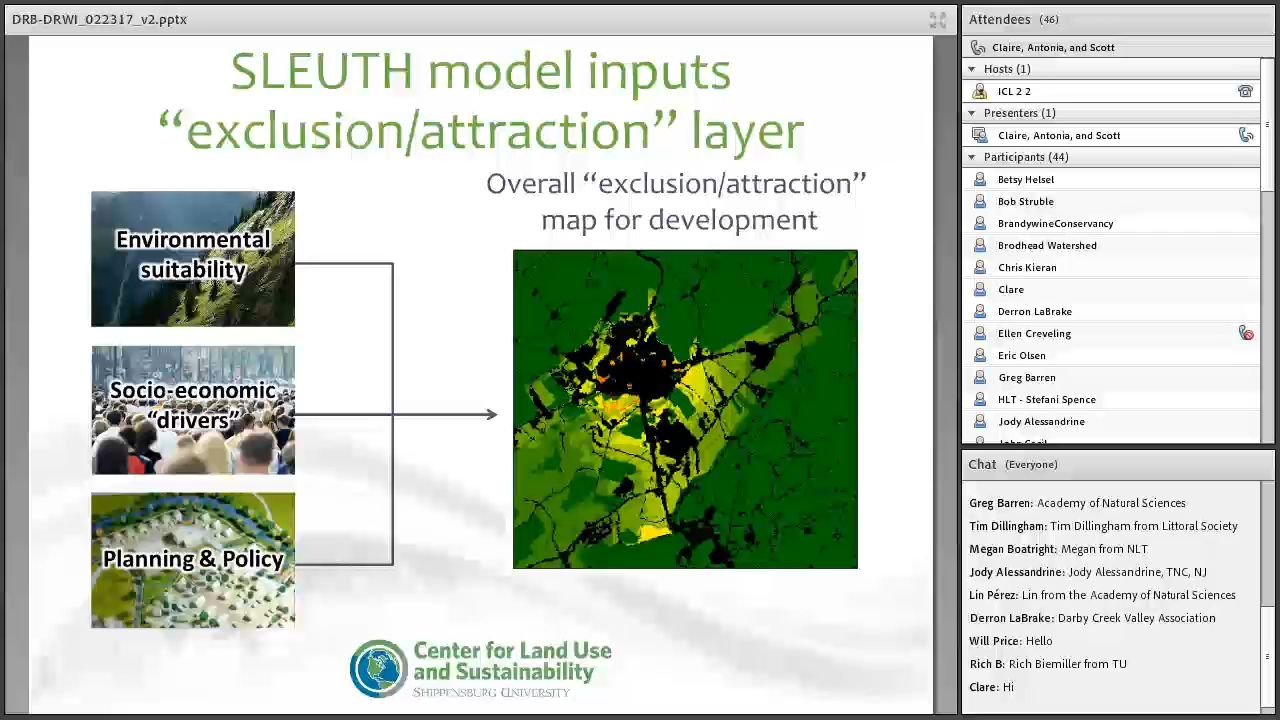 DRB-DRWI_022317_v2.pptx
SLEUTH model inputs
“exclusion/attraction” layer
Overall “exclusion/attraction”
map for development
Environmental
suitability
Socio-economic
“drivers”
Planning & Policy
Center for Land Use
and Sustainability
SHIPPENSBURG UNIVERSITY
Attendees (46)
Claire, Antonia, and Scott
Hosts (1)
ICL 2 2
Presenters (1)
Claire, Antonia, and Scott
Participants (44)
Betsy Helsel
Bob Struble
BrandywineConservancy
Brodhead Watershed
Chris Kieran
Clare
Derron LaBrake
Ellen Creveling
Eric Olsen
Greg Barren
HLT - Stefani Spence
Jody Alessandrine
Chat (Everyone)
Greg Barren: Academy of Natural Sciences
Tim Dillingham: Tim Dillingham from Littoral Society
Megan Boatright: Megan from NLT
Jody Alessandrine: Jody Alessandrine, TNC, NJ
Lin Pérez: Lin from the Academy of Natural Sciences
Derron LaBrake: Darby Creek Valley Association
Will Price: Hello
Rich B: Rich Biemiller from TU
Clare: Hi